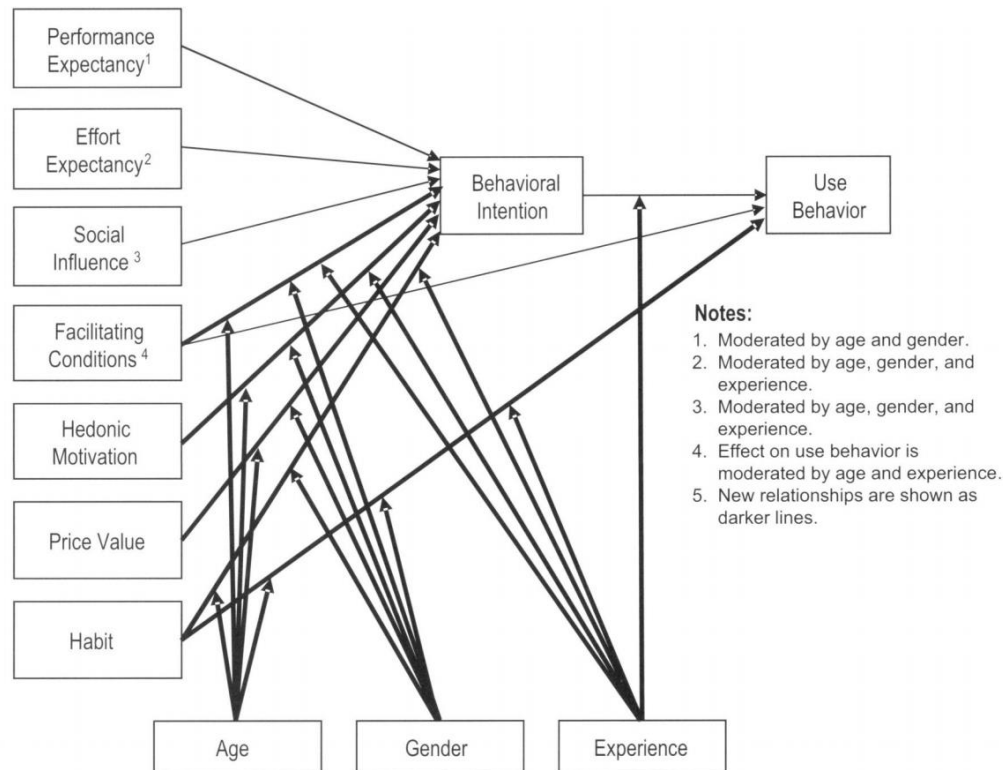 Performance
Expectancy1
Effort
Expectancy2
Social
Influence 3
Facilitating
Conditions 4
Hedonic
Motivation
Price Value
Habit
Behavioral
Intention
Use
Behavior
Notes:
1. Moderated by age and gender.
2. Moderated by age, gender, and
experience.
3. Moderated by age, gender, and
experience.
4. Effect on use behavior is
moderated by age and experience.
5. New relationships are shown as
darker lines.
Age
Gender
Experience